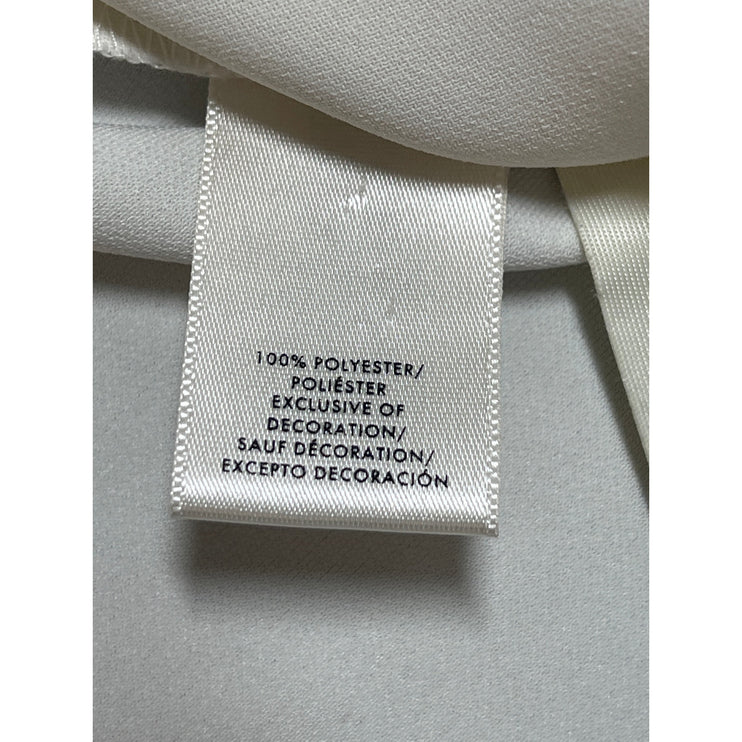 100% POLYESTER/
POLIÉSTER
EXCLUSIVE OF
DECORATION/
SAUF DÉCORATION/
EXCEPTO DECORACIÓN